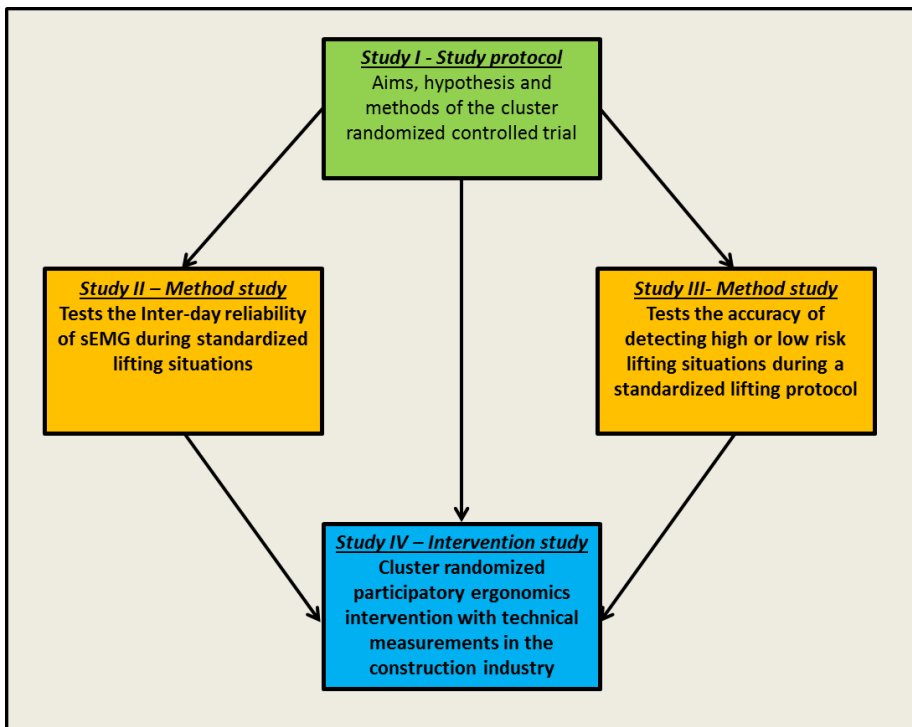 Study I - Study protocol
Aims, hypothesis and
methods of the cluster
randomized controlled trial
Study II – Method study
Tests the Inter-day reliability
of sEMG during standardized
lifting situations
Study III- Method study
Tests the accuracy of
detecting high or low risk
lifting situations during a
standardized lifting protocol
Study IV – Intervention study
Cluster randomized
participatory ergonomics
intervention with technical
measurements in the
construction industry